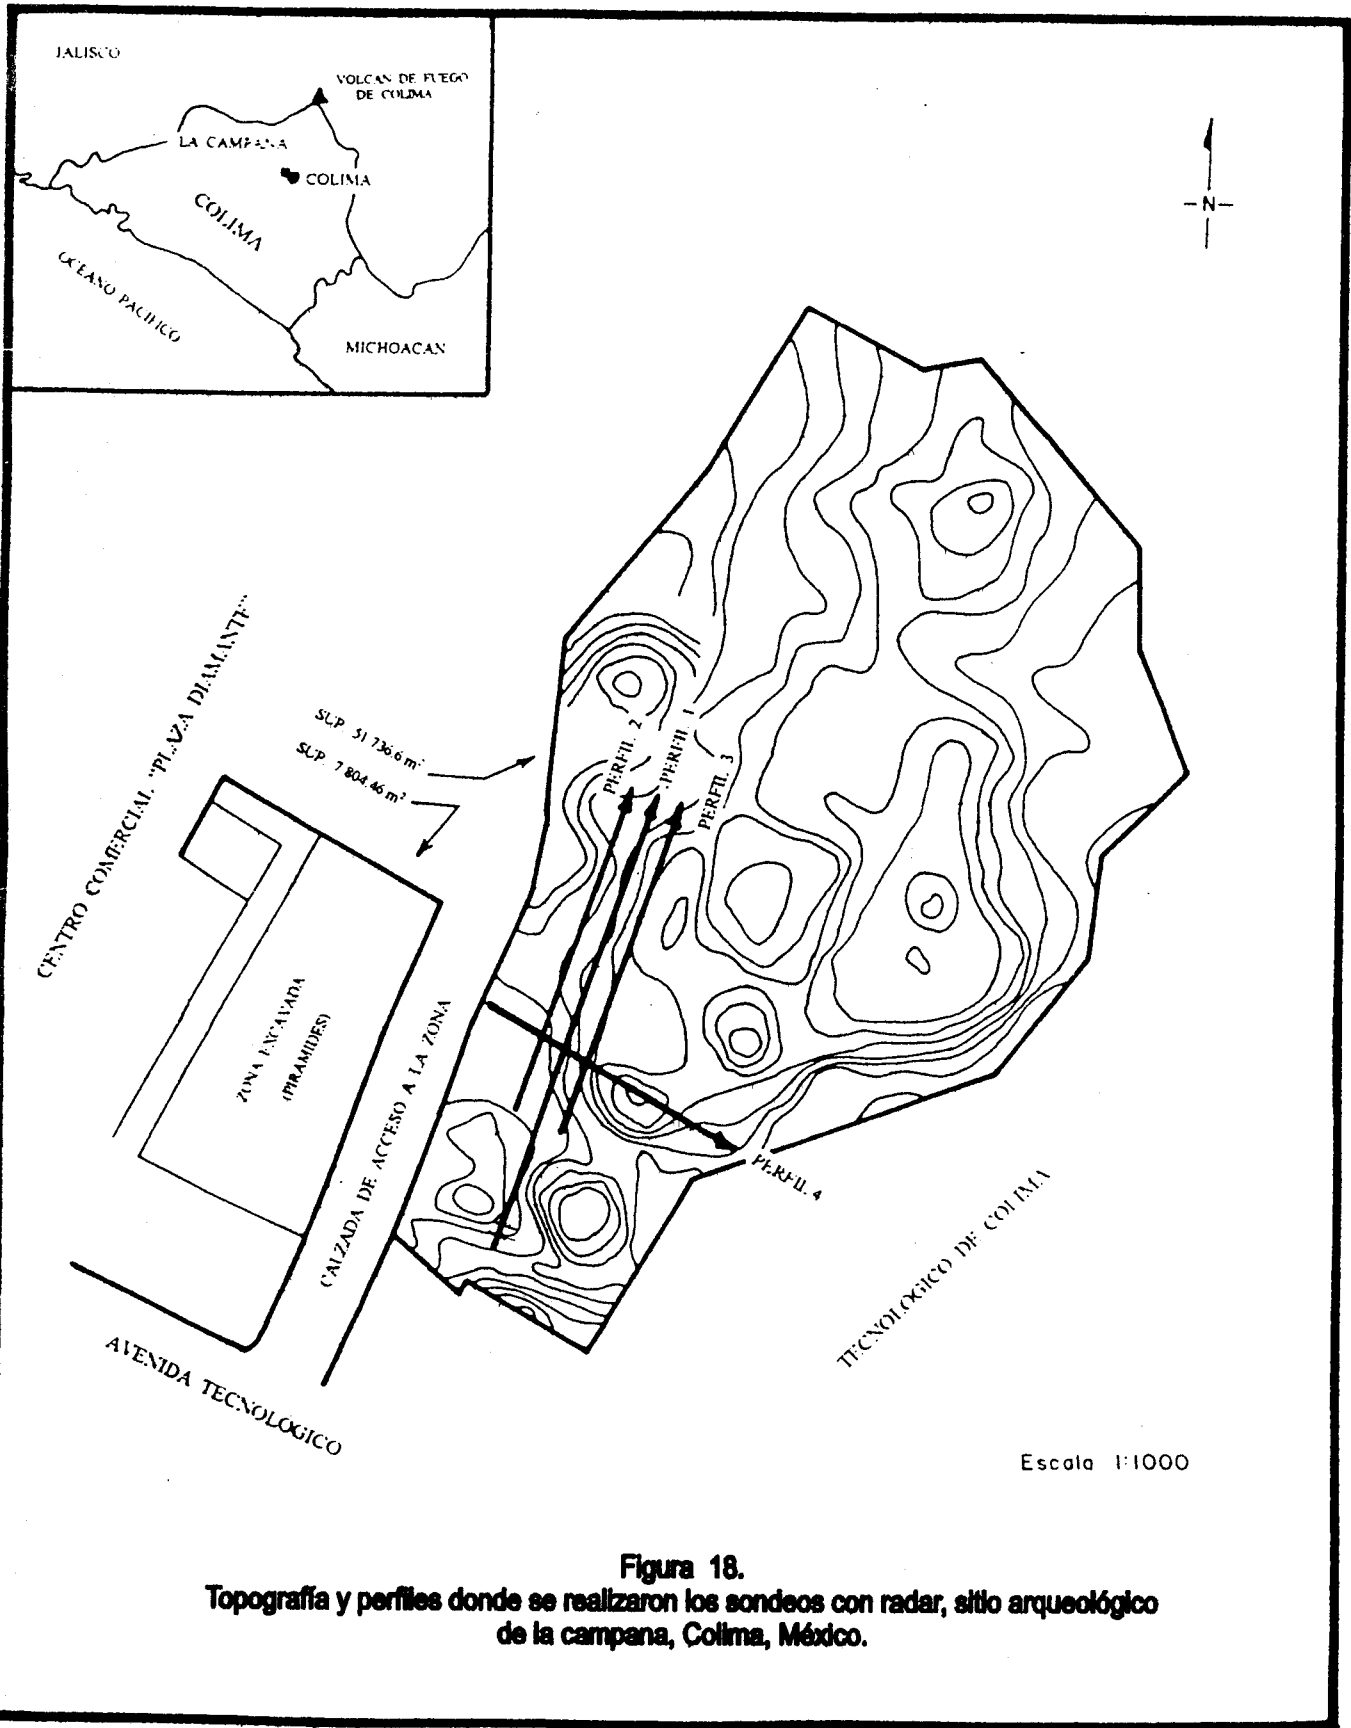 JALISCO
VOLCAN DE FUEGO
DE COLIMA
LA CAMPANA
COLIMA
COLIMA
OCEANO PACIFICO
MICHOACAN
-N-
CENTRO COMERCIAL "PLAZA DIAMANTE"
SUP. 51 736.6 m²
SUP. 7 804.46 m²
PERFIL 2
PERFIL 1
PERFIL 3
ZONA EXCAVADA
(PIRAMIDES)
CALZADA DE ACCESO A LA ZONA
PERFIL 4
TECNOLOGICO DE COLIMA
AVENIDA TECNOLOGICO
Escala 1:1000
Figura 18.
Topografía y perfiles donde se realizaron los sondeos con radar, sitio arqueológico
de la campana, Colima, México.